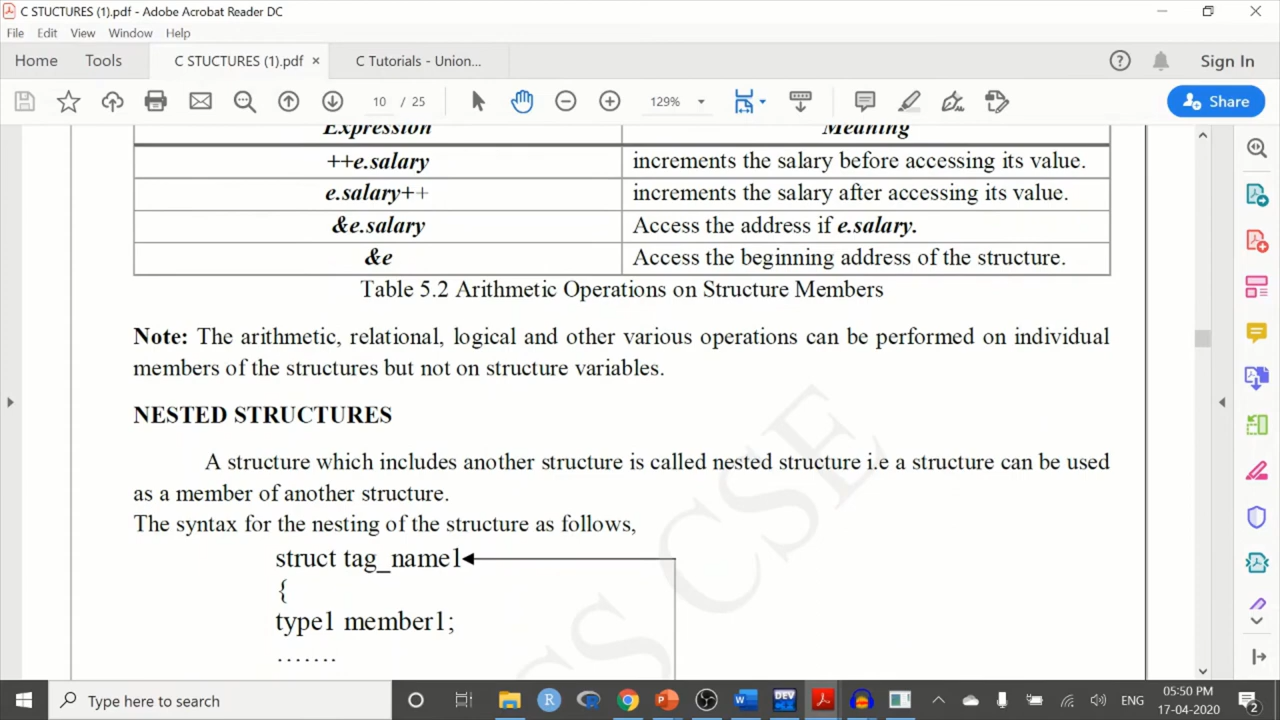 C STUCTURES (1).pdf - Adobe Acrobat Reader DC
File Edit View Window Help
Home Tools C STUCTURES (1).pdf × C Tutorials - Union... Sign In
10 / 25 129% Share
Expression Meaning
++e.salary increments the salary before accessing its value.
e.salary++ increments the salary after accessing its value.
&e.salary Access the address if e.salary.
&e Access the beginning address of the structure.
Table 5.2 Arithmetic Operations on Structure Members
Note: The arithmetic, relational, logical and other various operations can be performed on individual
members of the structures but not on structure variables.
NESTED STRUCTURES
A structure which includes another structure is called nested structure i.e a structure can be used
as a member of another structure.
The syntax for the nesting of the structure as follows,
struct tag_name1
{
type1 member1;
.......
CS CSE
Type here to search ENG 05:50 PM
17-04-2020 2